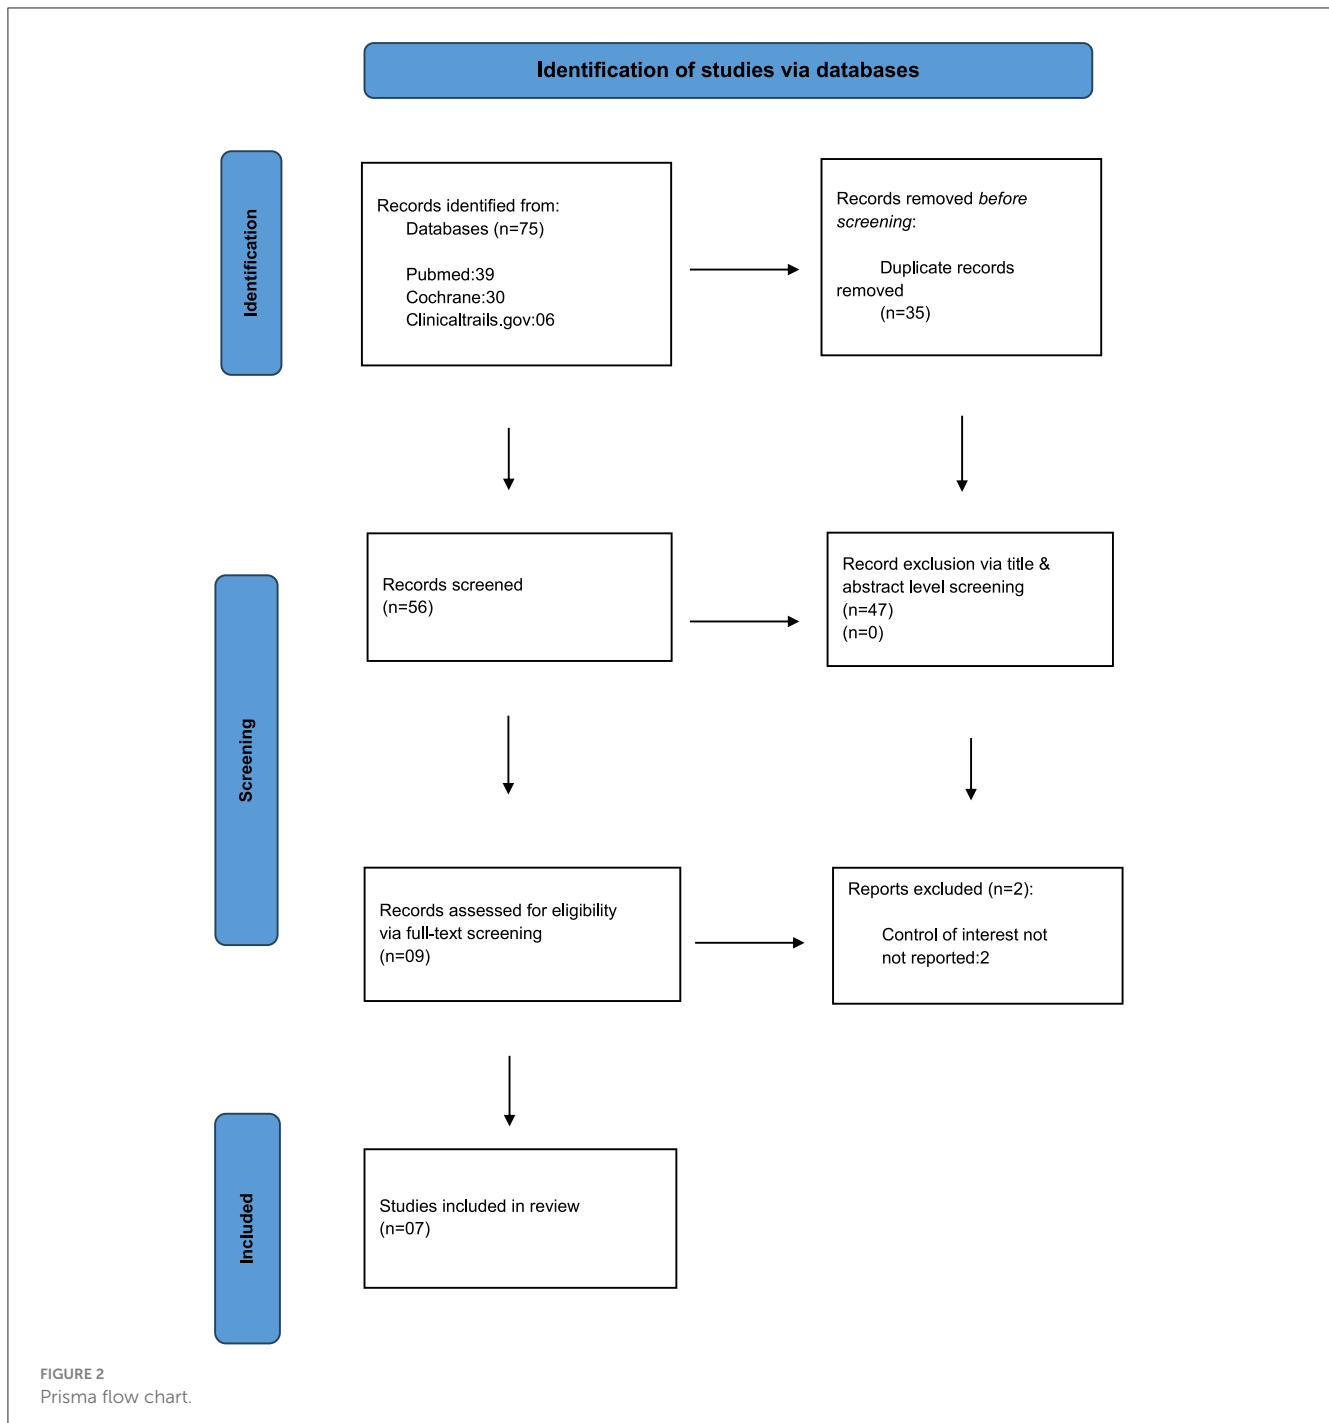 Identification of studies via databases
Identification
Records identified from:
Databases (n=75)
Pubmed:39
Cochrane:30
Clinicaltrails.gov:06
Records removed before
screening:
Duplicate records
removed
(n=35)
Screening
Records screened
(n=56)
Record exclusion via title &
abstract level screening
(n=47)
(n=0)
Records assessed for eligibility
via full-text screening
(n=09)
Reports excluded (n=2):
Control of interest not
not reported:2
Included
Studies included in review
(n=07)
FIGURE 2
Prisma flow chart.